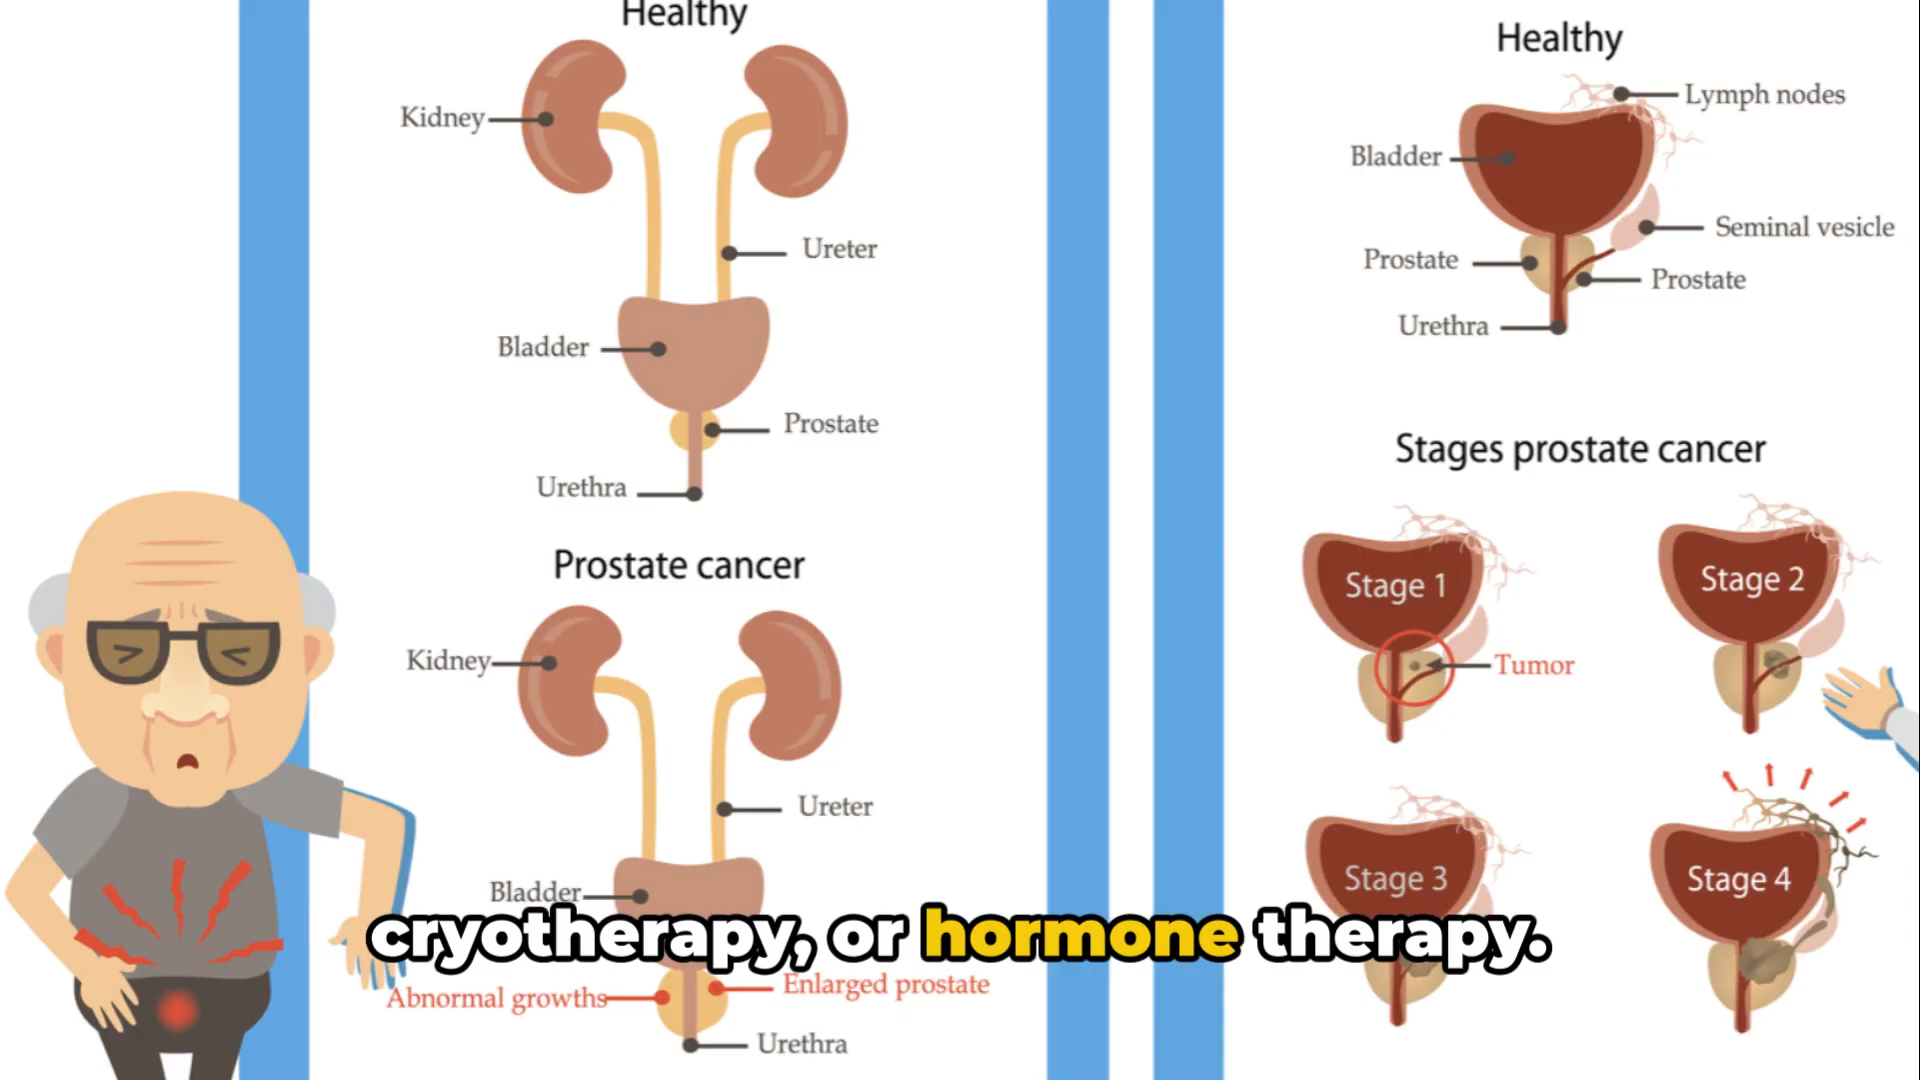 Healthy
Kidney
Ureter
Bladder
Prostate
Urethra
Prostate cancer
Kidney
Ureter
Bladder
Abnormal growths
Enlarged prostate
Urethra
Healthy
Lymph nodes
Bladder
Seminal vesicle
Prostate
Prostate
Urethra
Stages prostate cancer
Stage 1
Stage 2
Tumor
Stage 3
Stage 4
cryotherapy, or hormone therapy.